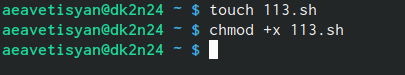 aeavetisyan@dk2n24 ~ $ touch 113.sh
aeavetisyan@dk2n24 ~ $ chmod +x 113.sh
aeavetisyan@dk2n24 ~ $